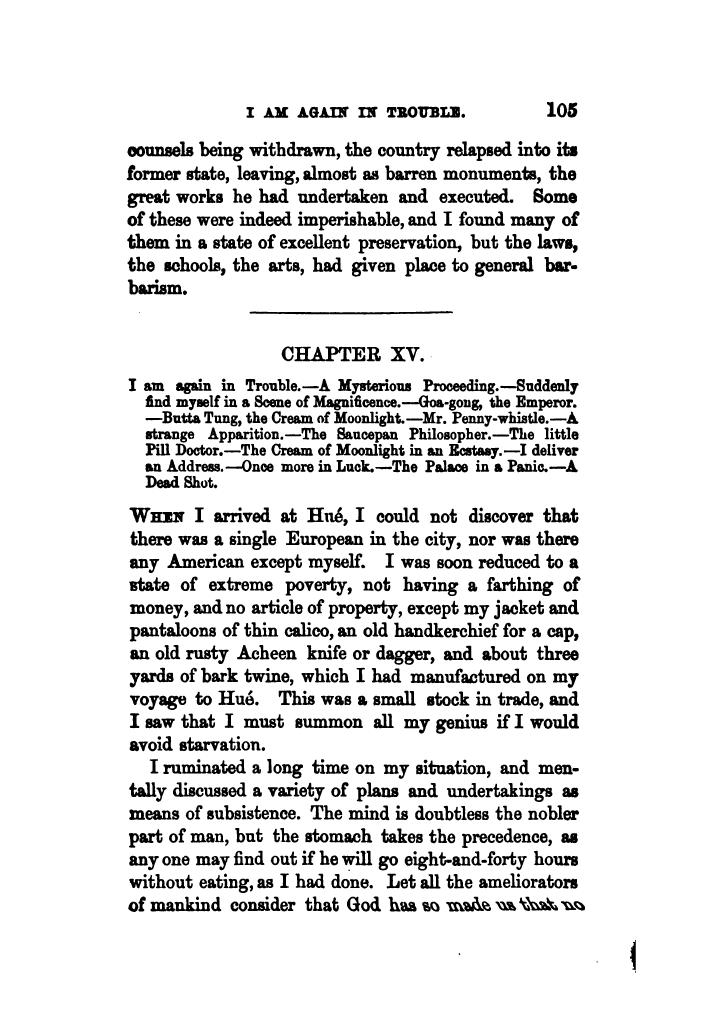 I AM AGAIN IN TROUBLE. 105
counsels being withdrawn, the country relapsed into its
former state, leaving, almost as barren monuments, the
great works he had undertaken and executed. Some
of these were indeed imperishable, and I found many of
them in a state of excellent preservation, but the laws,
the schools, the arts, had given place to general bar-
barism.
CHAPTER XV.
I am again in Trouble.—A Mysterious Proceeding.—Suddenly
find myself in a Scene of Magnificence.—Goa-gong, the Emperor.
—Butta Tung, the Cream of Moonlight.—Mr. Penny-whistle.—A
strange Apparition.—The Saucepan Philosopher.—The little
Pill Doctor.—The Cream of Moonlight in an Ecstasy.—I deliver
an Address.—Once more in Luck.—The Palace in a Panic.—A
Dead Shot.
WHEN I arrived at Hué, I could not discover that
there was a single European in the city, nor was there
any American except myself. I was soon reduced to a
state of extreme poverty, not having a farthing of
money, and no article of property, except my jacket and
pantaloons of thin calico, an old handkerchief for a cap,
an old rusty Acheen knife or dagger, and about three
yards of bark twine, which I had manufactured on my
voyage to Hué. This was a small stock in trade, and
I saw that I must summon all my genius if I would
avoid starvation.
I ruminated a long time on my situation, and men-
tally discussed a variety of plans and undertakings as
means of subsistence. The mind is doubtless the nobler
part of man, but the stomach takes the precedence, as
any one may find out if he will go eight-and-forty hours
without eating, as I had done. Let all the ameliorators
of mankind consider that God has so made us that no